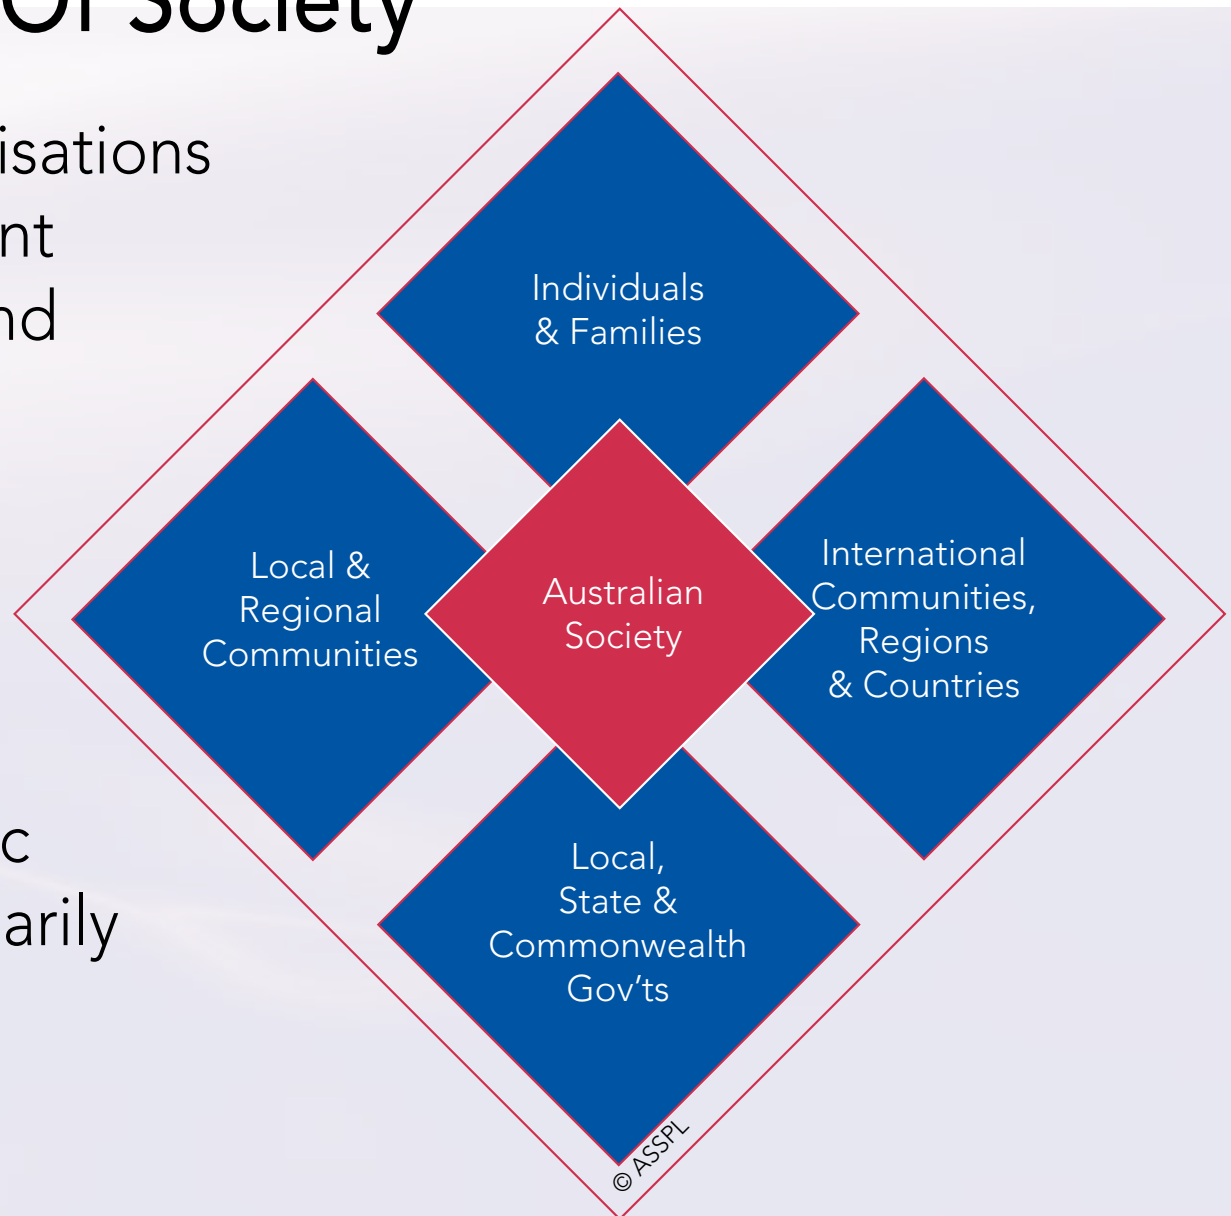 Of Society
isations
nt
nd
c
arily
Individuals
& Families
Local &
Regional
Communities
Australian
Society
International
Communities,
Regions
& Countries
Local,
State &
Commonwealth
Gov’ts
© ASSPL